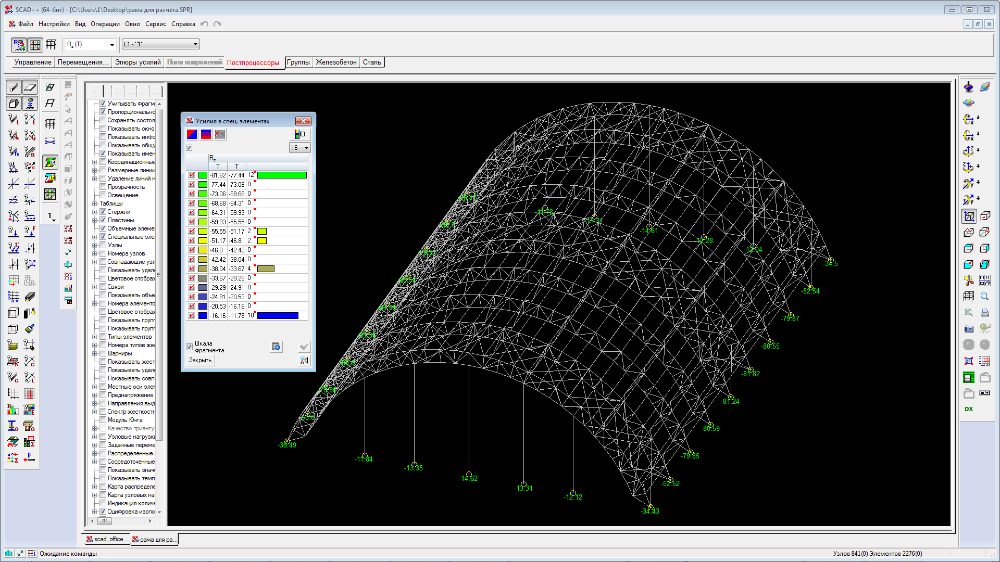 SCAD++ (64-бит) - [C:\Users\1\Desktop\рама для расчёта.SPR]
Файл Настройки Вид Операции Окно Сервис Справка
Rz (T) L1 - "1"
Управление Перемещения... Эпюры усилий Поля напряжений Постпроцессоры Группы Железобетон Сталь
Учитывать фрагм
Пропорционально
Сохранять состоя
Показывать окно
Показывать инфо
Показывать общу
Показывать имен
Координационные
Размерные линии
Удаление линий н
Прозрачность
Освещение
Таблицы
Стержни
Пластины
Объемные элеме
Специальные эле
Узлы
Номера узлов
Совпадающие узл
Показывать удале
Цветовое отображ
Связи
Показывать объе
Номера элементо
Цветовое отображ
Показывать групп
Показывать групп
Типы элементов
Номера типов жес
Шарниры
Показывать жест
Показывать удале
Показывать совп
Местные оси элем
Преднапряжение
Направления выд
Спектр жесткост
Модуль Юнга
Качество триангу.
Узловые нагрузки
Заданные переме
Распределенные
Сосредоточенные
Показывать знач
Показывать темп
Карта распределе
Карта узловых на
Индикация количе
Оцифровка изопо
Усилия в спец. элементах
16
Rz
T T
-81.82 -77.44 12
-77.44 -73.06 0
-73.06 -68.68 0
-68.68 -64.31 0
-64.31 -59.93 0
-59.93 -55.55 0
-55.55 -51.17 2
-51.17 -46.8 2
-46.8 -42.42 0
-42.42 -38.04 0
-38.04 -33.67 4
-33.67 -29.29 0
-29.29 -24.91 0
-24.91 -20.53 0
-20.53 -16.16 0
-16.16 -11.78 10
Шкала
фрагмента
Закрыть
-11.78
-13.31
-14.61
-13.28
-12.04
-34.5
-52.54
-79.87
-80.55
-81.82
-81.24
-80.59
-79.85
-52.52
-34.43
-36.49
-11.84
-13.35
-14.62
-13.31
-12.12
1
DX
scad_office.... рама для ра...
Ожидание команды
Узлов 841(0) Элементов 2276(0)